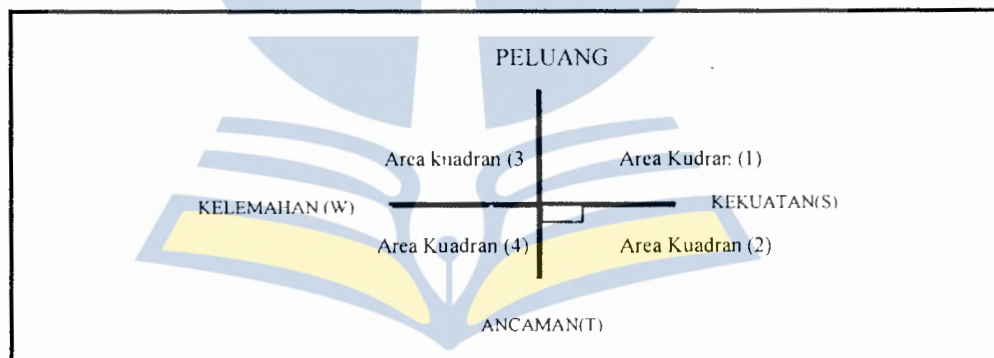 PELUANG
Area kuadran (3
Area Kudran (1)
KELEMAHAN (W)
KEKUATAN(S)
Area Kuadran (4)
Area Kuadran (2)
ANCAMAN(T)